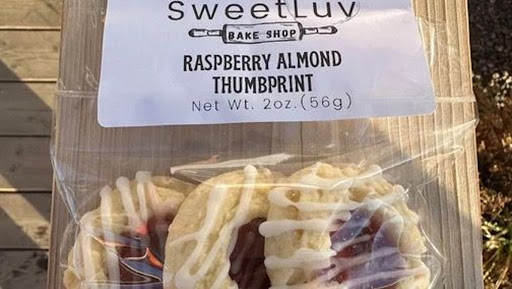 SweetLuv
BAKE SHOP
RASPBERRY ALMOND
THUMBPRINT
Net Wt. 2oz.(56g)